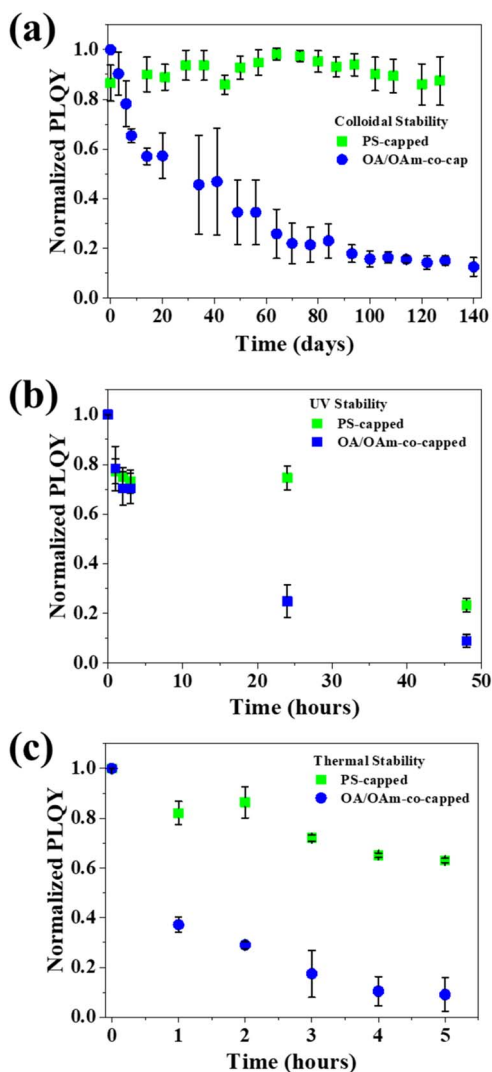 (a)
Normalized PLQY
1.0
0.8
0.6
0.4
0.2
0.0
Colloidal Stability
PS-capped
OA/OAm-co-cap
0 20 40 60 80 100 120 140
Time (days)
(b)
Normalized PLQY
1.0
0.8
0.6
0.4
0.2
0.0
UV Stability
PS-capped
OA/OAm-co-capped
0 10 20 30 40 50
Time (hours)
(c)
Normalized PLQY
1.0
0.8
0.6
0.4
0.2
0.0
Thermal Stability
PS-capped
OA/OAm-co-capped
0 1 2 3 4 5
Time (hours)